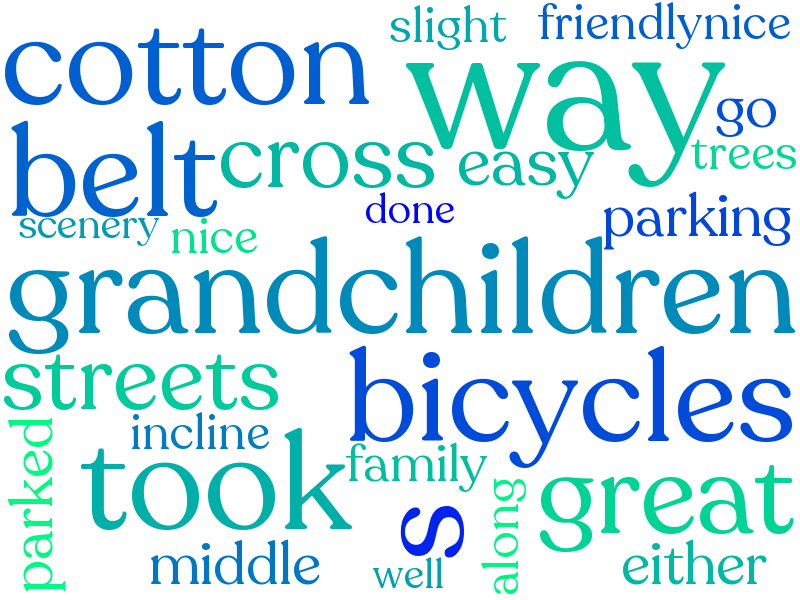 slight
friendlynice
cotton
way
go
belt
cross
easy
trees
done
scenery
nice
parking
grandchildren
streets
bicycles
incline
took
family
parked
great
s
along
middle
well
either